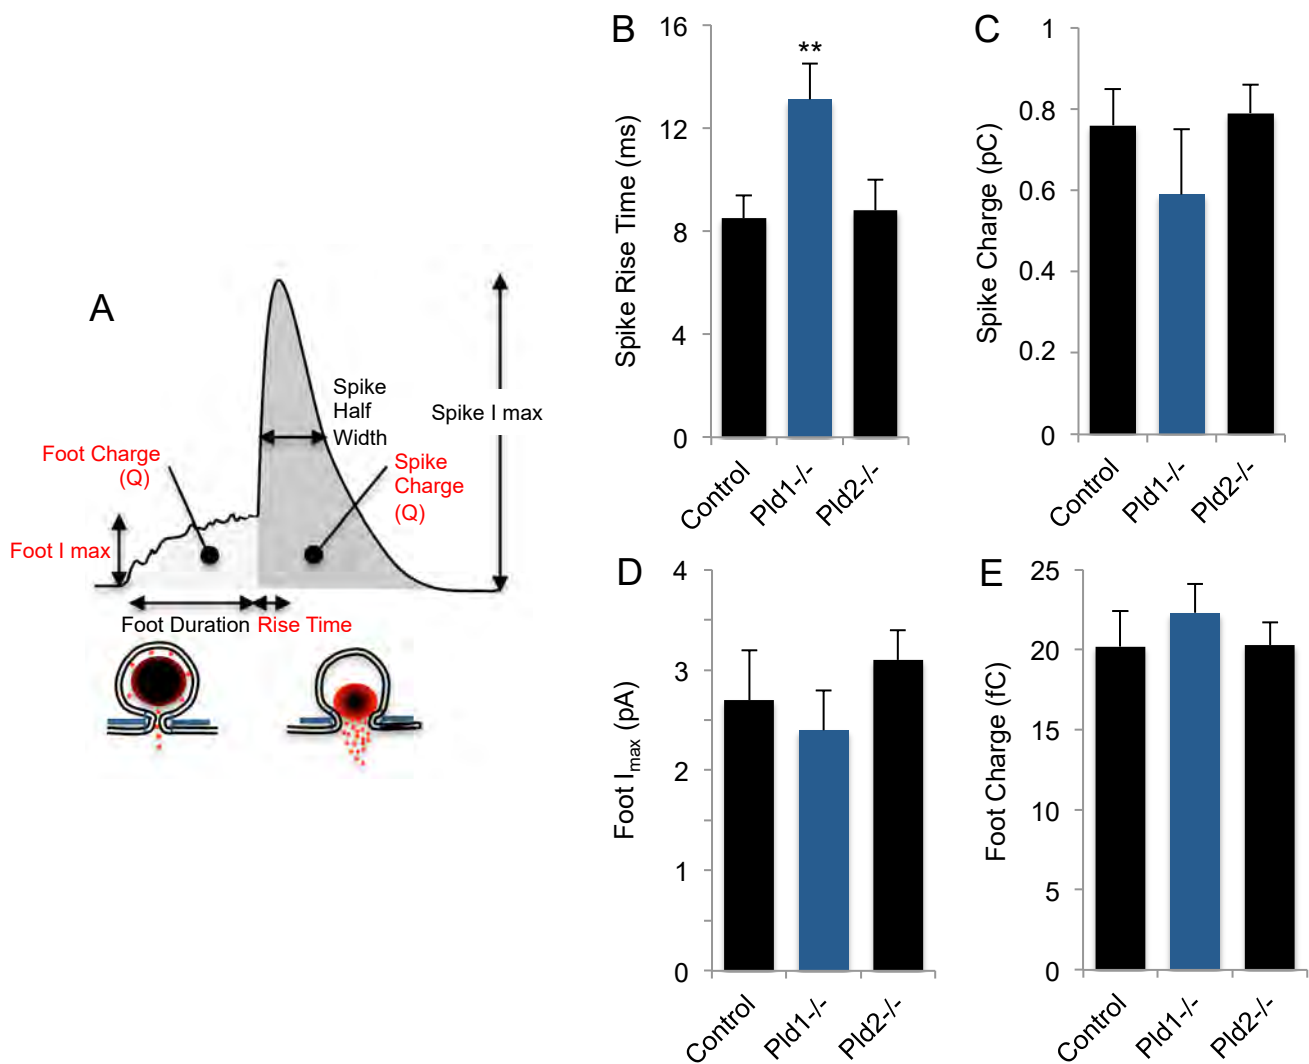 A
Spike
Half
Width
Spike I max
Foot Charge
(Q)
Spike
Charge
(Q)
Foot I max
Foot Duration Rise Time
B
Spike Rise Time (ms)
16
12
8
4
0
**
Control
Pld1-/-
Pld2-/-
C
Spike Charge (pC)
1
0.8
0.6
0.4
0.2
0
Control
Pld1-/-
Pld2-/-
D
Foot Imax (pA)
4
3
2
1
0
Control
Pld1-/-
Pld2-/-
E
Foot Charge (fC)
25
20
15
10
5
0
Control
Pld1-/-
Pld2-/-